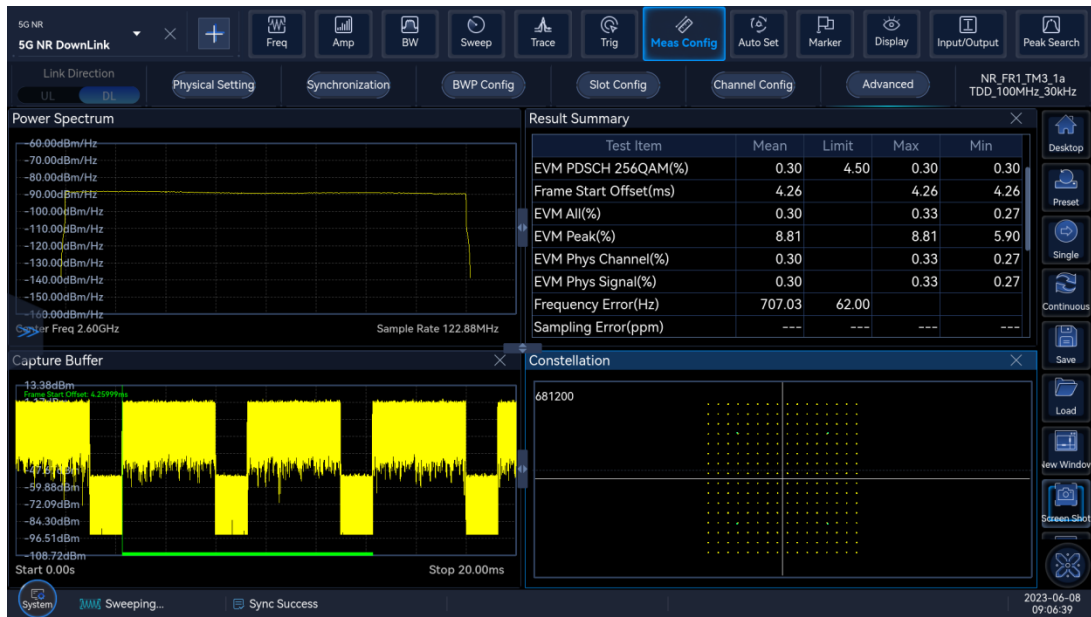 5G NR
5G NR DownLink
Freq
Amp
BW
Sweep
Trace
Trig
Meas Config
Auto Set
Marker
Display
Input/Output
Peak Search
Link Direction
UL DL
Physical Setting
Synchronization
BWP Config
Slot Config
Channel Config
Advanced
NR_FR1_TM3_1a
TDD_100MHz_30kHz
Power Spectrum
-60.00dBm/Hz
-70.00dBm/Hz
-80.00dBm/Hz
-90.00dBm/Hz
-100.00dBm/Hz
-110.00dBm/Hz
-120.00dBm/Hz
-130.00dBm/Hz
-140.00dBm/Hz
-150.00dBm/Hz
-160.00dBm/Hz
Center Freq 2.60GHz Sample Rate 122.88MHz
Result Summary
Test Item Mean Limit Max Min
EVM PDSCH 256QAM(%) 0.30 4.50 0.30 0.30
Frame Start Offset(ms) 4.26 4.26 4.26
EVM All(%) 0.30 0.33 0.27
EVM Peak(%) 8.81 8.81 5.90
EVM Phys Channel(%) 0.30 0.33 0.27
EVM Phys Signal(%) 0.30 0.33 0.27
Frequency Error(Hz) 707.03 62.00
Sampling Error(ppm) --- --- --- ---
Capture Buffer
13.38dBm
Frame Start Offset: 4.25999ms
-59.88dBm
-72.09dBm
-84.30dBm
-96.51dBm
-108.72dBm
Start 0.00s Stop 20.00ms
Constellation
681200
Desktop
Preset
Single
Continuous
Save
Load
New Window
Screen Shot
System
Sweeping...
Sync Success
2023-06-08
09:06:39